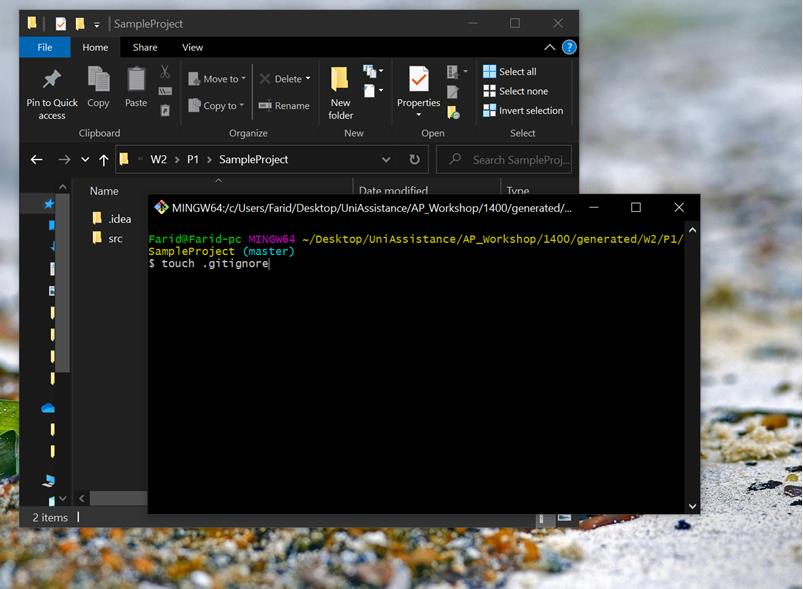 SampleProject
File Home Share View
Pin to Quick access
Copy
Paste
Move to
Copy to
Delete
Rename
New folder
Properties
Select all
Select none
Invert selection
Clipboard Organize New Open Select
W2 > P1 > SampleProject
Search SampleProj...
Name Date modified Type
.idea
src
MINGW64:/c/Users/Farid/Desktop/UniAssistance/AP_Workshop/1400/generated/...
Farid@Farid-pc MINGW64 ~/Desktop/UniAssistance/AP_Workshop/1400/generated/W2/P1/
SampleProject (master)
$ touch .gitignore
2 items